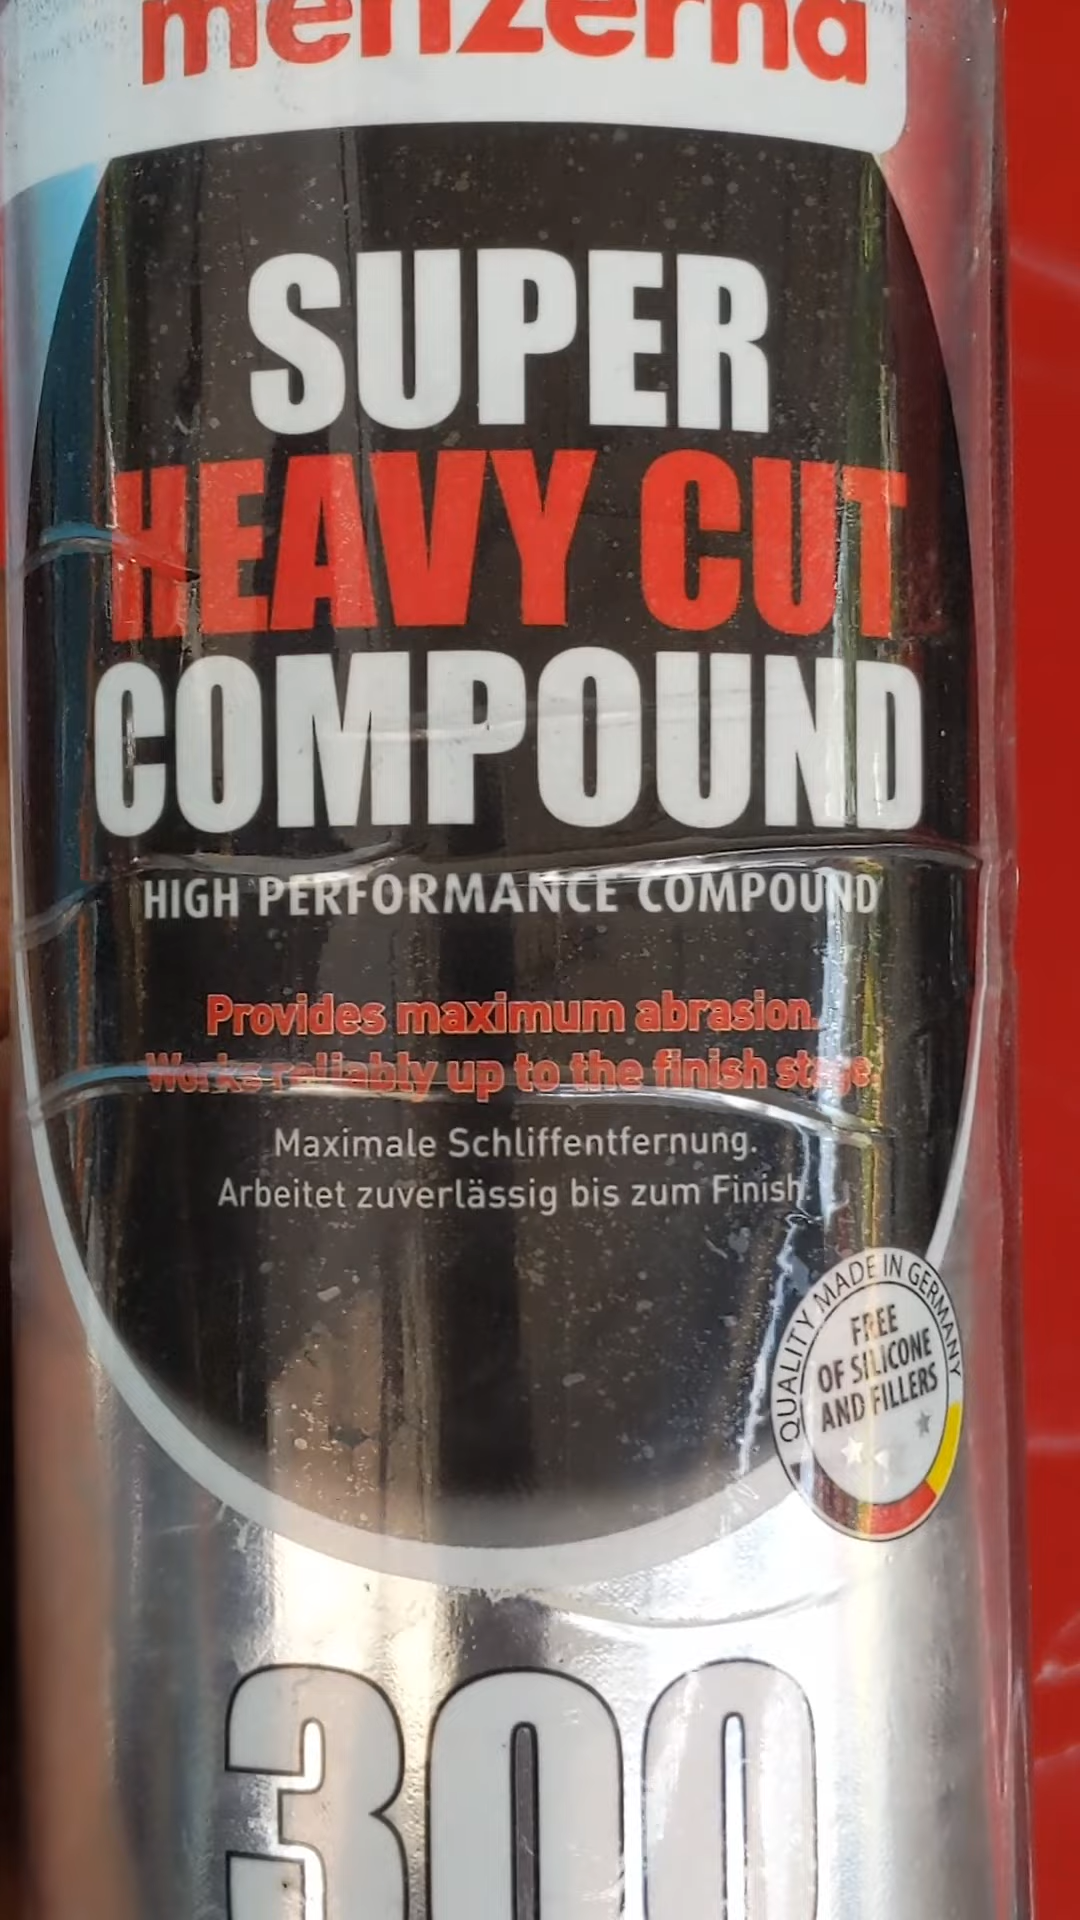 menzerna
SUPER
HEAVY CUT
COMPOUND
HIGH PERFORMANCE COMPOUND
Provides maximum abrasion.
Works reliably up to the finish stage.
Maximale Schliffentfernung.
Arbeitet zuverlässig bis zum Finish.
QUALITY MADE IN GERMANY
FREE
OF SILICONE
AND FILLERS
300